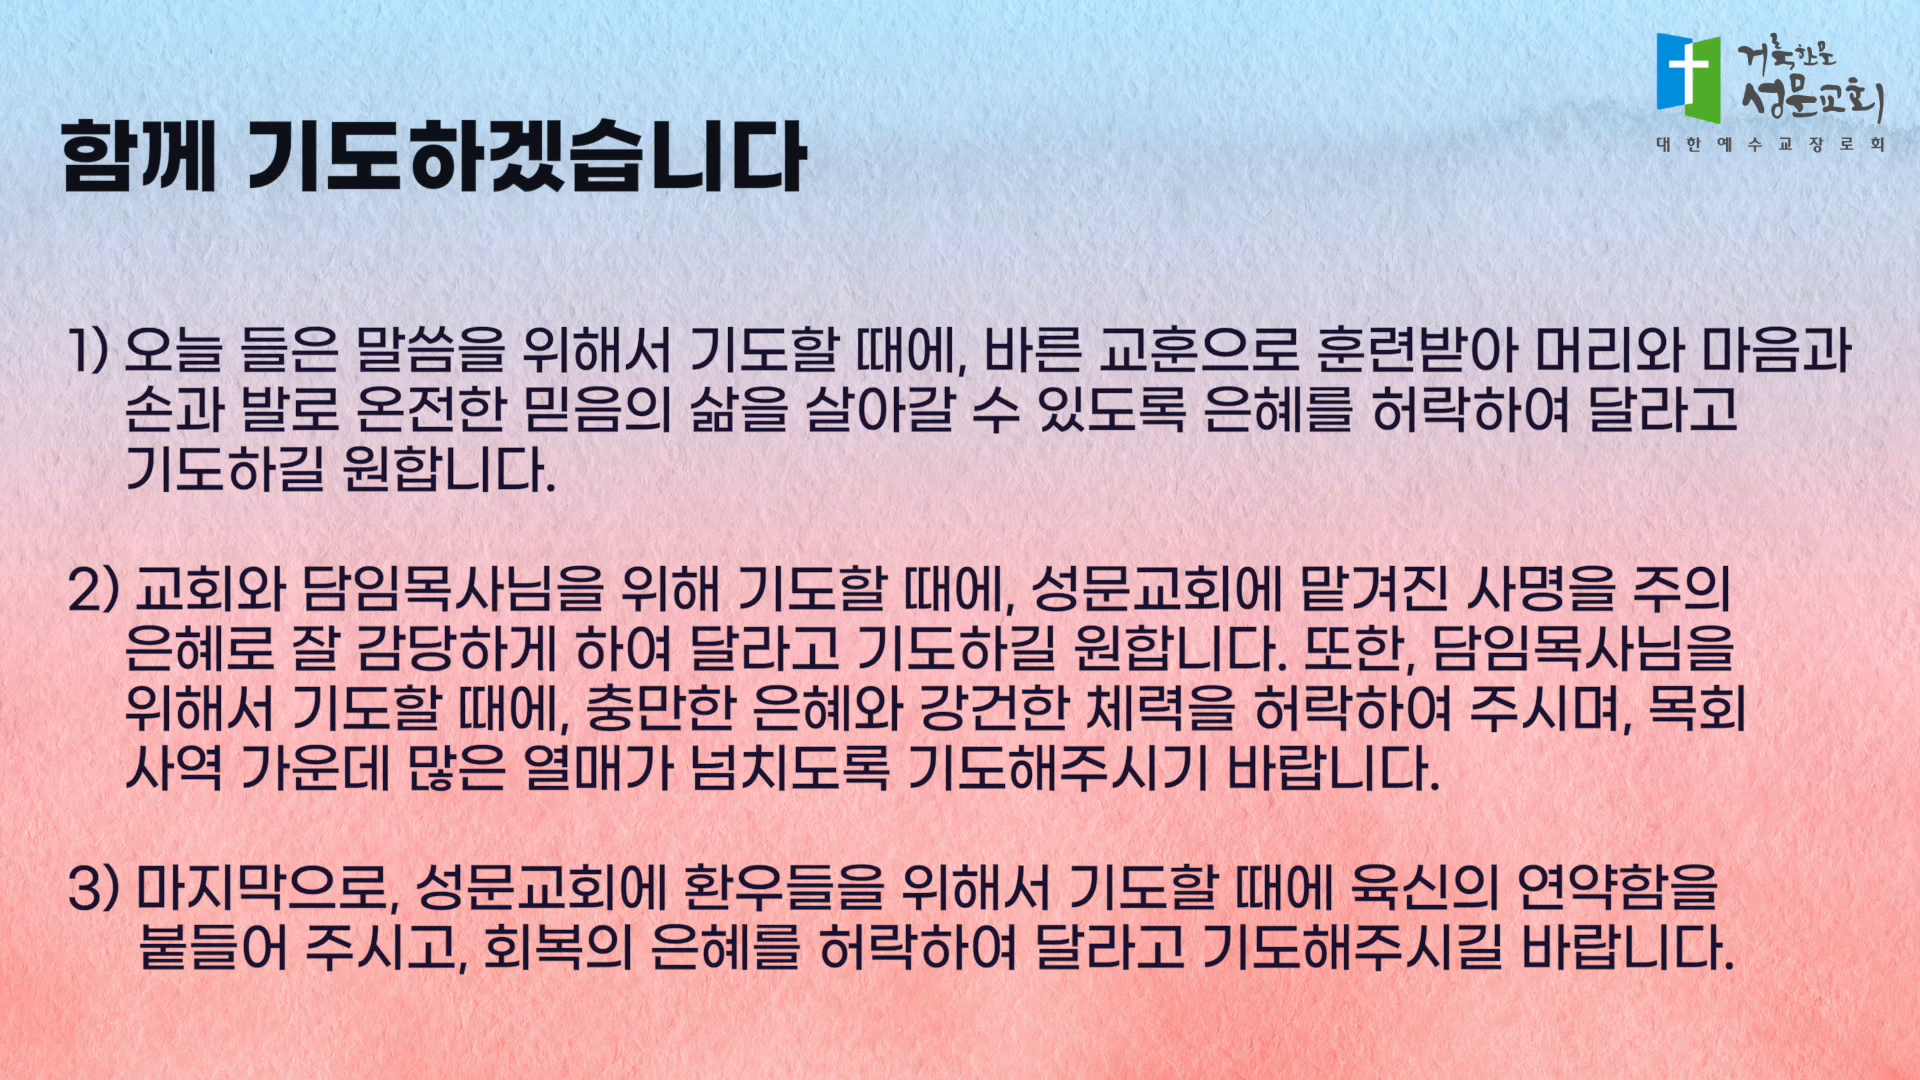 거룩한문
성문교회
대한예수교장로회
함께 기도하겠습니다
1) 오늘 들은 말씀을 위해서 기도할 때에, 바른 교훈으로 훈련받아 머리와 마음과
손과 발로 온전한 믿음의 삶을 살아갈 수 있도록 은혜를 허락하여 달라고
기도하길 원합니다.
2) 교회와 담임목사님을 위해 기도할 때에, 성문교회에 맡겨진 사명을 주의
은혜로 잘 감당하게 하여 달라고 기도하길 원합니다. 또한, 담임목사님을
위해서 기도할 때에, 충만한 은혜와 강건한 체력을 허락하여 주시며, 목회
사역 가운데 많은 열매가 넘치도록 기도해주시기 바랍니다.
3) 마지막으로, 성문교회에 환우들을 위해서 기도할 때에 육신의 연약함을
붙들어 주시고, 회복의 은혜를 허락하여 달라고 기도해주시길 바랍니다.